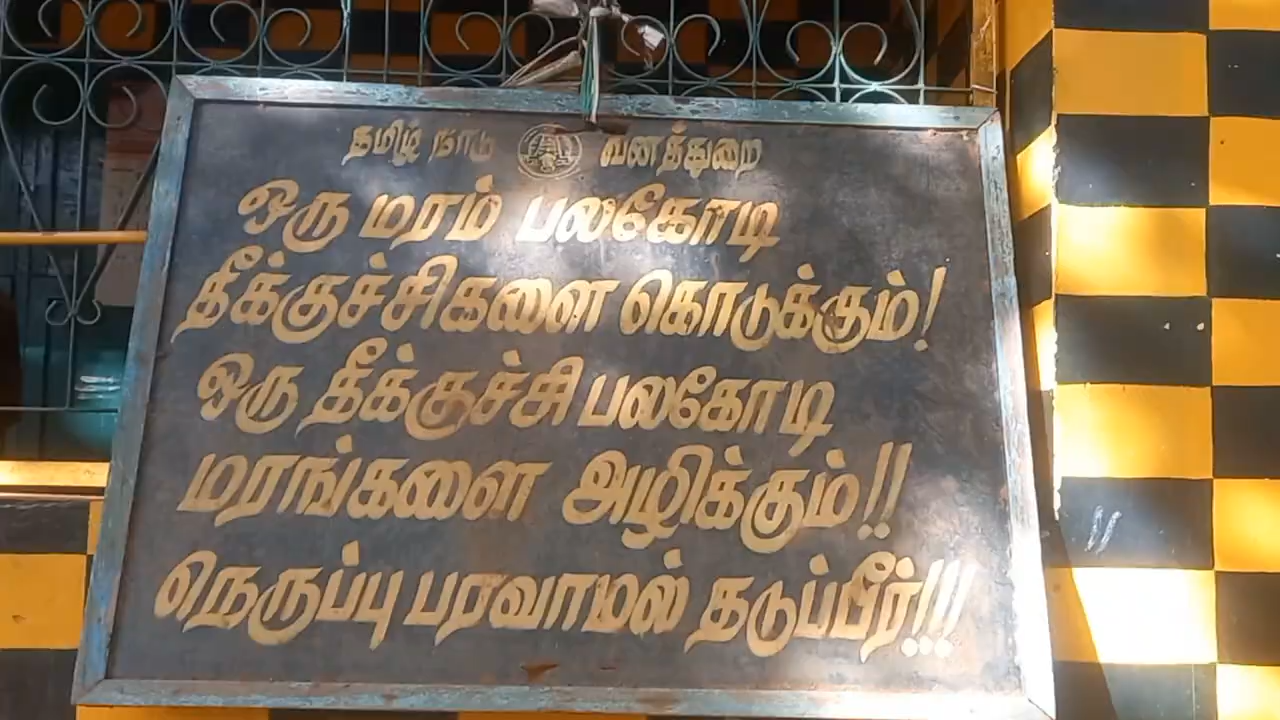 தமிழ் நாடு வனத்துறை
ஒரு மரம் பலகோடி
தீக்குச்சிகளை கொடுக்கும்!
ஒரு தீக்குச்சி பலகோடி
மரங்களை அழிக்கும்!!
நெருப்பு பரவாமல் தடுப்பீர்!!!